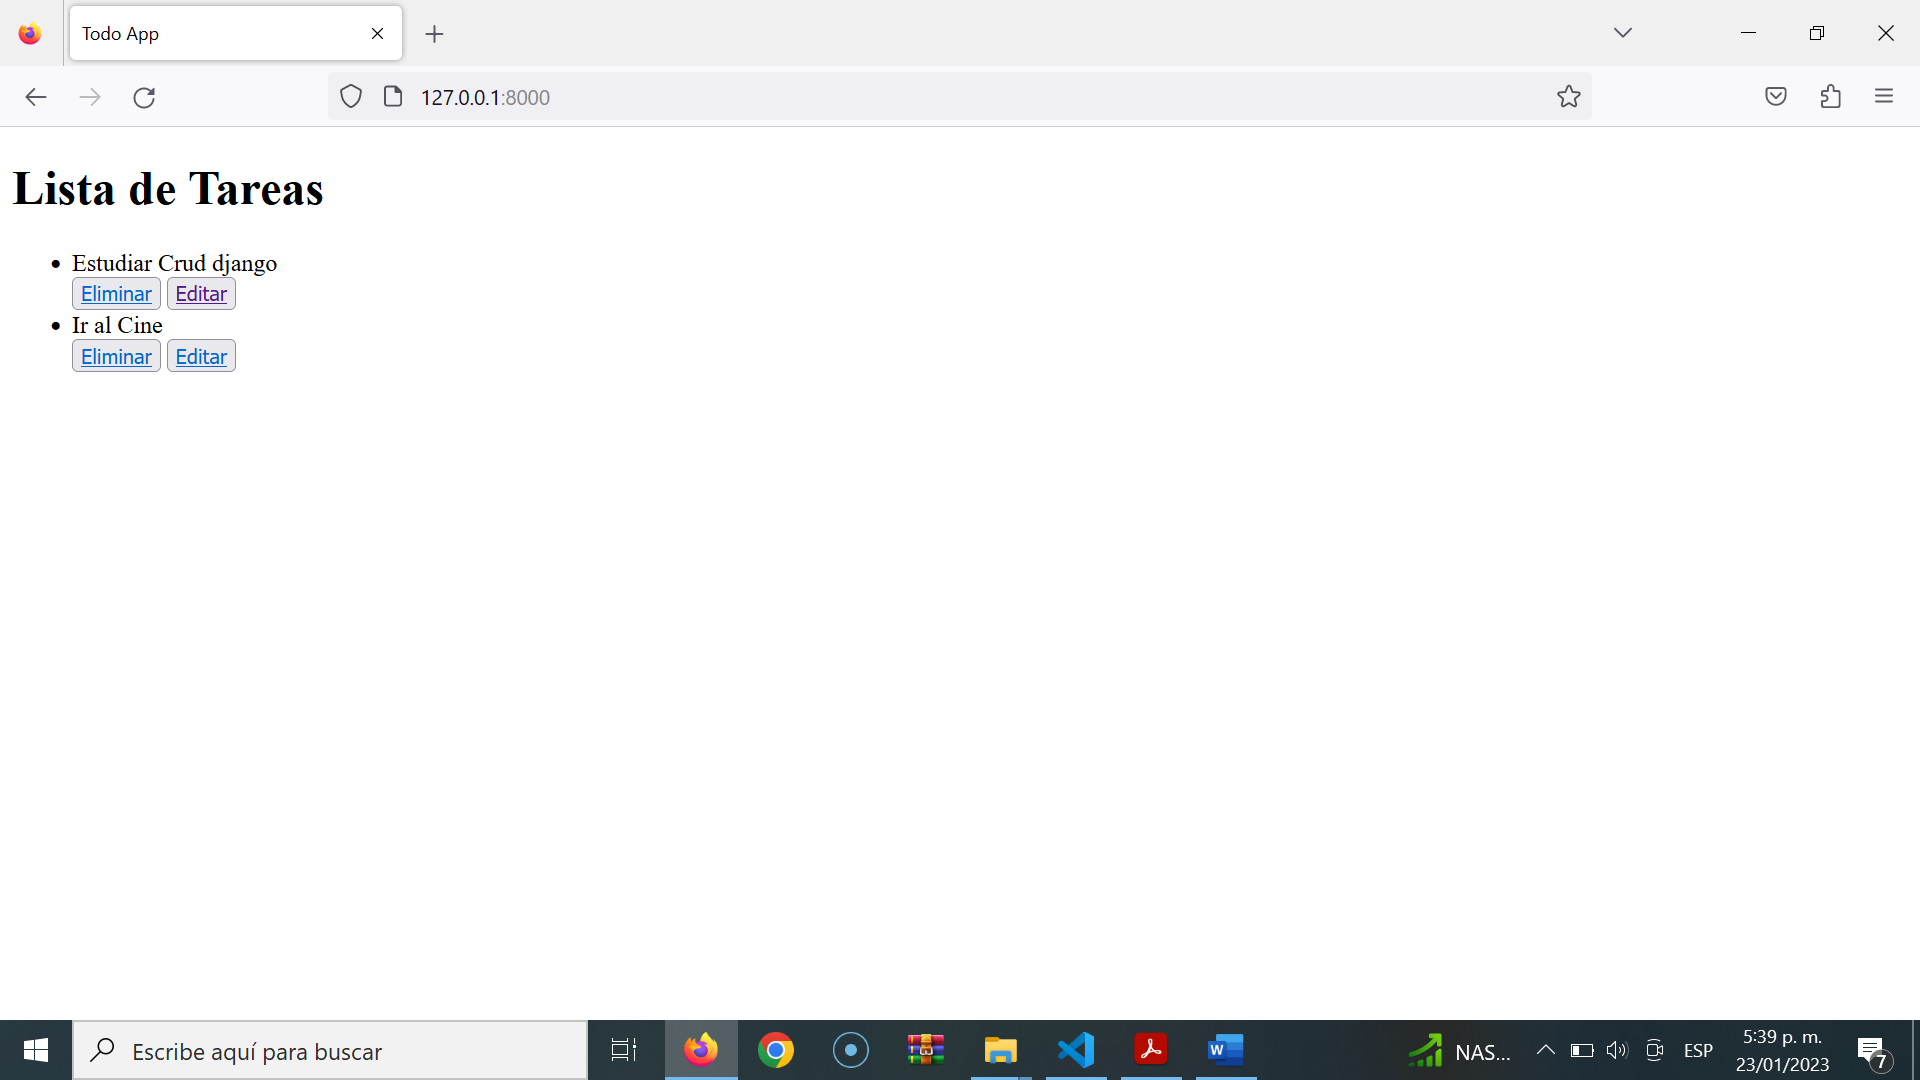 Todo App
127.0.0.1:8000
Lista de Tareas
Estudiar Crud django
Eliminar Editar
Ir al Cine
Eliminar Editar
Escribe aquí para buscar
NAS...
ESP
5:39 p. m.
23/01/2023
7